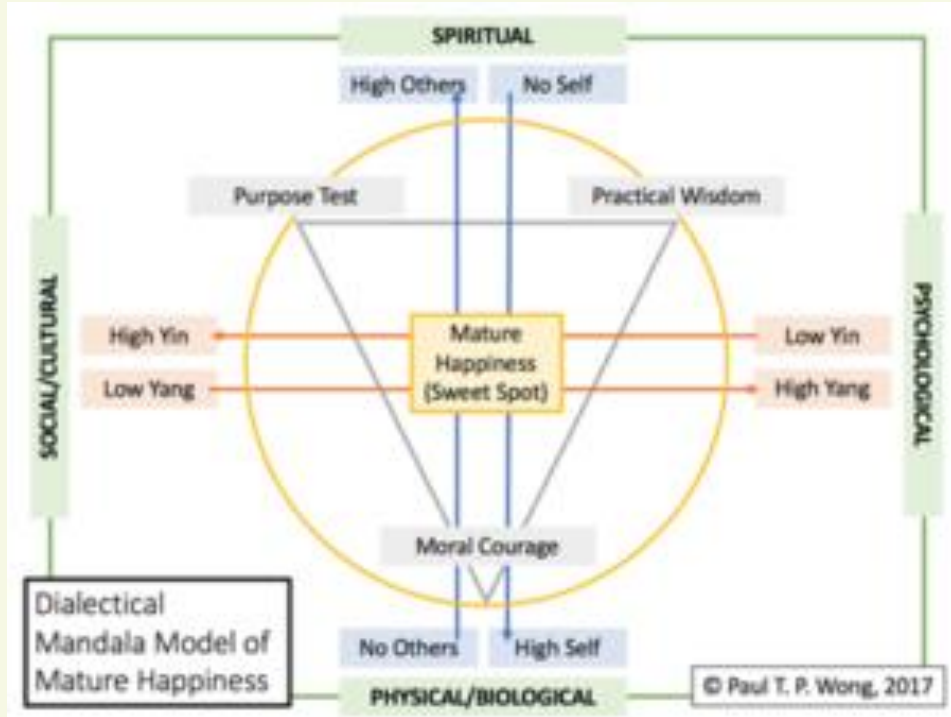 SPIRITUAL
High Others
No Self
Purpose Test
Practical Wisdom
SOCIAL/CULTURAL
PSYCHOLOGICAL
High Yin
Low Yang
Mature
Happiness
(Sweet Spot)
Low Yin
High Yang
Moral Courage
No Others
High Self
PHYSICAL/BIOLOGICAL
Dialectical
Mandala Model of
Mature Happiness
© Paul T. P. Wong, 2017